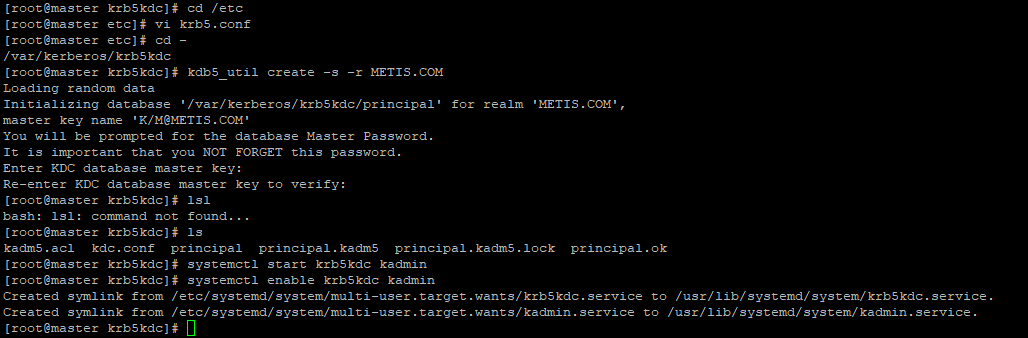 [root@master krb5kdc]# cd /etc
[root@master etc]# vi krb5.conf
[root@master etc]# cd -
/var/kerberos/krb5kdc
[root@master krb5kdc]# kdb5_util create -s -r METIS.COM
Loading random data
Initializing database '/var/kerberos/krb5kdc/principal' for realm 'METIS.COM',
master key name 'K/M@METIS.COM'
You will be prompted for the database Master Password.
It is important that you NOT FORGET this password.
Enter KDC database master key:
Re-enter KDC database master key to verify:
[root@master krb5kdc]# lsl
bash: lsl: command not found...
[root@master krb5kdc]# ls
kadm5.acl  kdc.conf  principal  principal.kadm5  principal.kadm5.lock  principal.ok
[root@master krb5kdc]# systemctl start krb5kdc kadmin
[root@master krb5kdc]# systemctl enable krb5kdc kadmin
Created symlink from /etc/systemd/system/multi-user.target.wants/krb5kdc.service to /usr/lib/systemd/system/krb5kdc.service.
Created symlink from /etc/systemd/system/multi-user.target.wants/kadmin.service to /usr/lib/systemd/system/kadmin.service.
[root@master krb5kdc]#